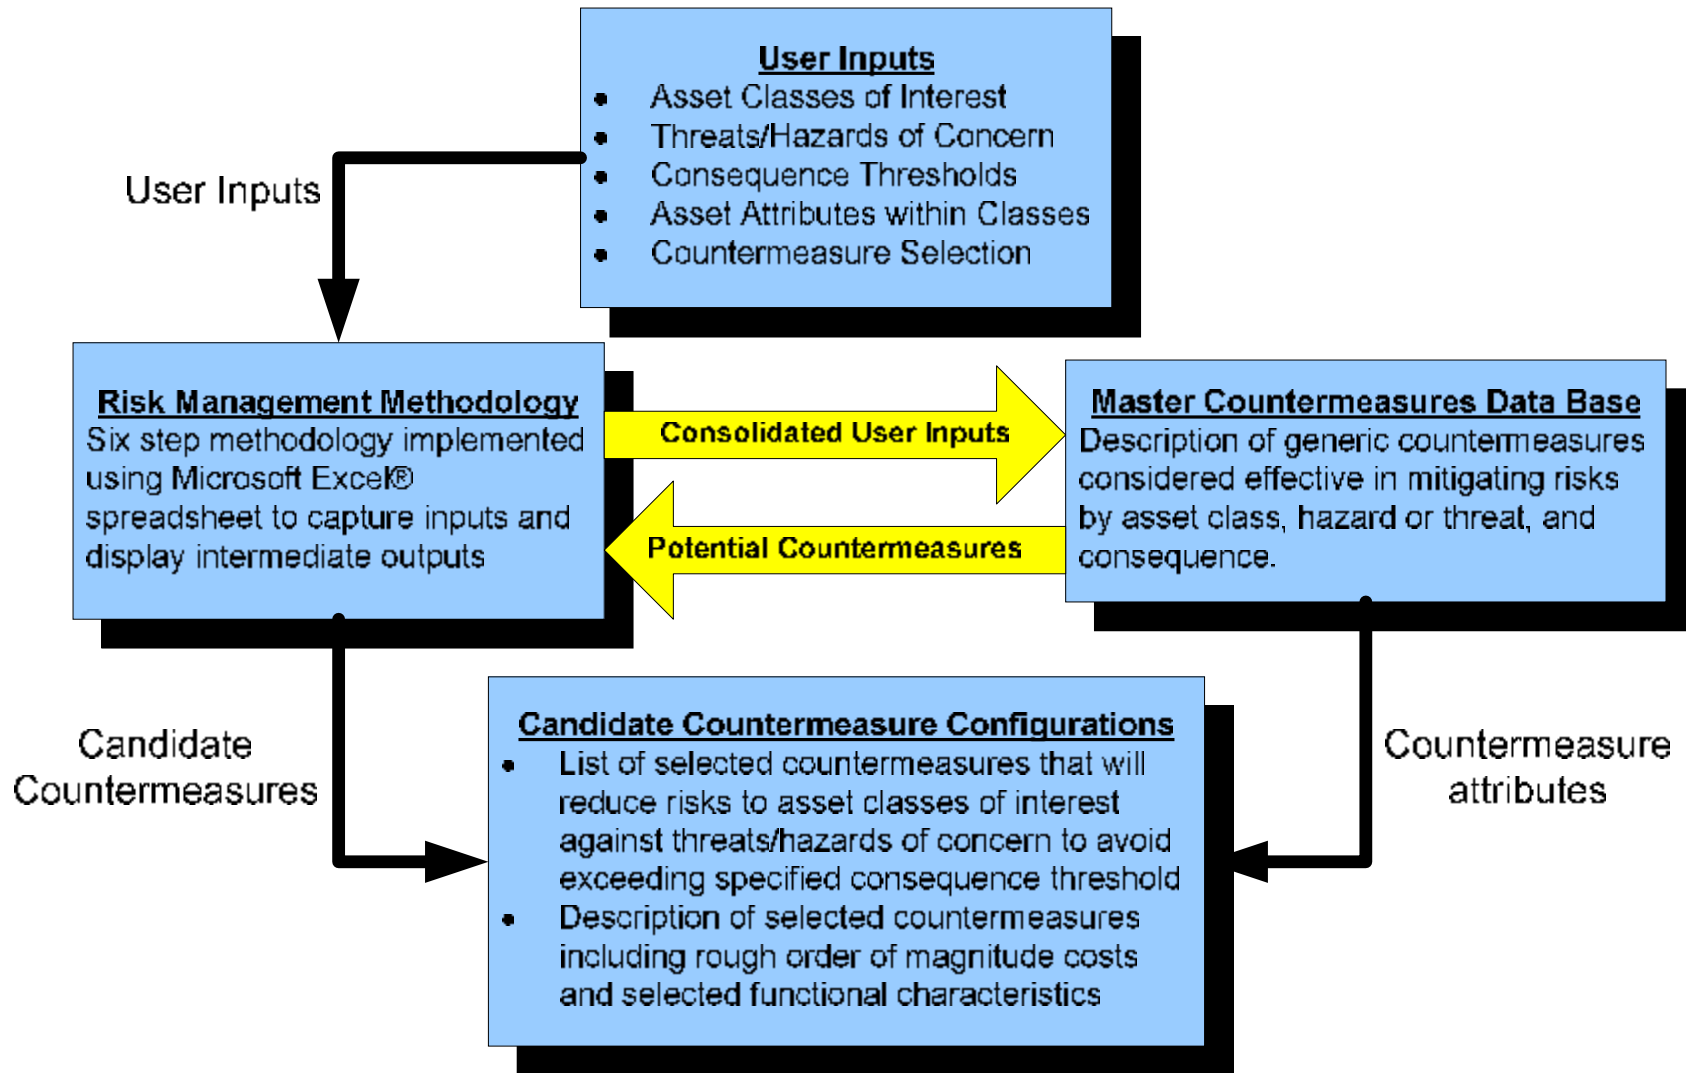 User Inputs
• Asset Classes of Interest
• Threats/Hazards of Concern
• Consequence Thresholds
• Asset Attributes within Classes
• Countermeasure Selection
User Inputs
Risk Management Methodology
Six step methodology implemented
using Microsoft Excel®
spreadsheet to capture inputs and
display intermediate outputs
Consolidated User Inputs
Potential Countermeasures
Master Countermeasures Data Base
Description of generic countermeasures
considered effective in mitigating risks
by asset class, hazard or threat, and
consequence.
Candidate
Countermeasures
Candidate Countermeasure Configurations
• List of selected countermeasures that will
reduce risks to asset classes of interest
against threats/hazards of concern to avoid
exceeding specified consequence threshold
• Description of selected countermeasures
including rough order of magnitude costs
and selected functional characteristics
Countermeasure
attributes